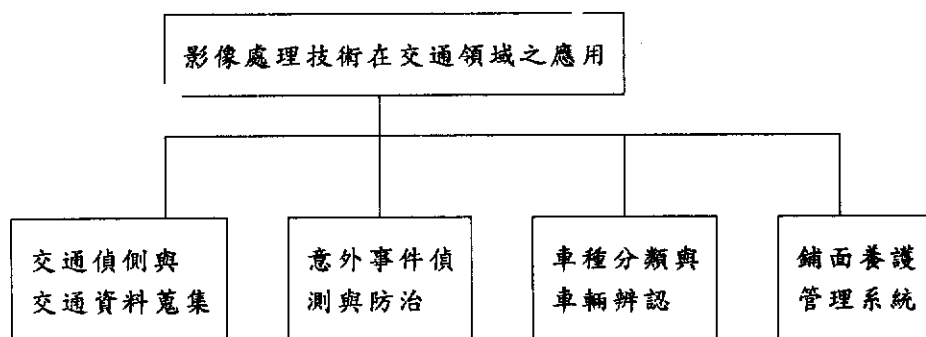 影像處理技術在交通領域之應用
交通偵側與
交通資料蒐集
意外事件偵
測與防治
車種分類與
車輛辨認
鋪面養護
管理系統